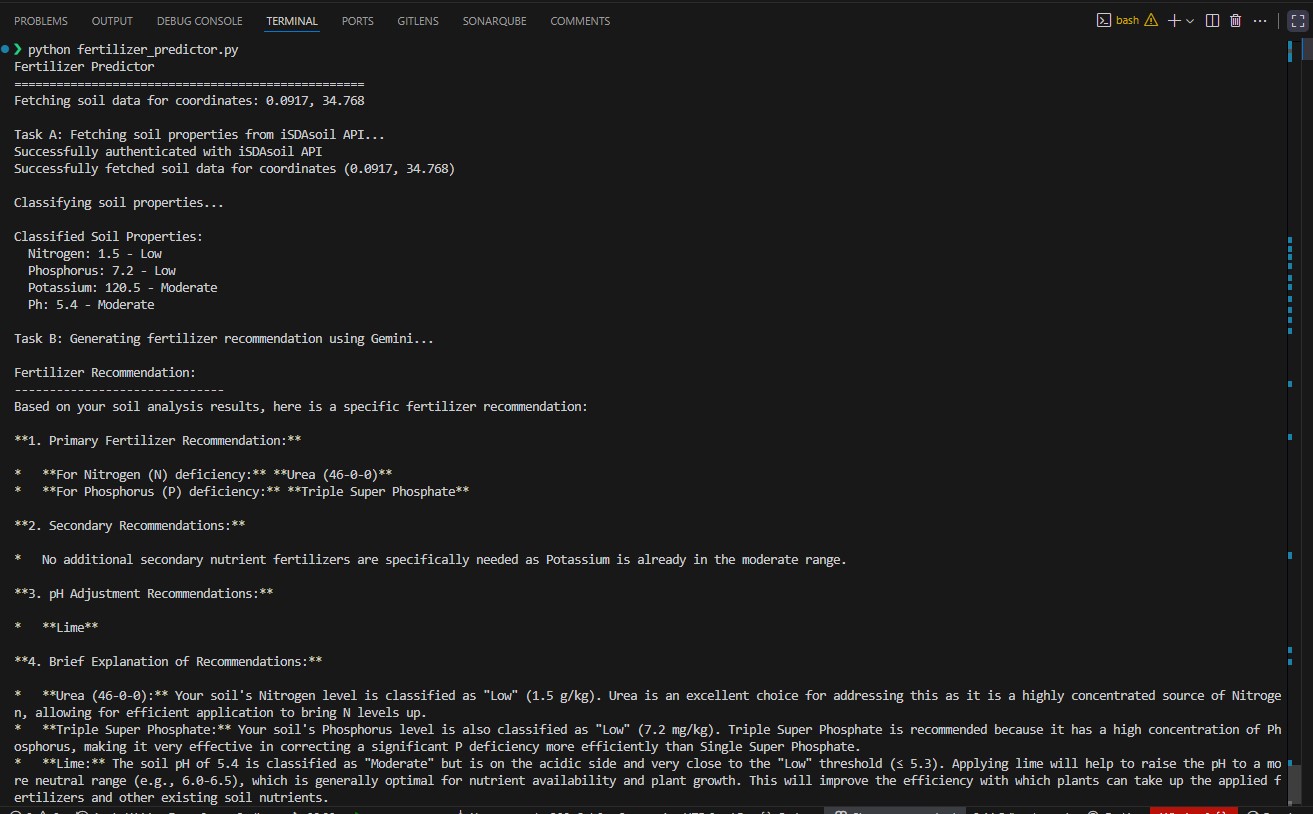 PROBLEMS OUTPUT DEBUG CONSOLE TERMINAL PORTS GITLENS SONARQUBE COMMENTS
bash
❯ python fertilizer_predictor.py
Fertilizer Predictor
==================================================
Fetching soil data for coordinates: 0.0917, 34.768
Task A: Fetching soil properties from iSDAsoil API...
Successfully authenticated with iSDAsoil API
Successfully fetched soil data for coordinates (0.0917, 34.768)
Classifying soil properties...
Classified Soil Properties:
Nitrogen: 1.5 - Low
Phosphorus: 7.2 - Low
Potassium: 120.5 - Moderate
Ph: 5.4 - Moderate
Task B: Generating fertilizer recommendation using Gemini...
Fertilizer Recommendation:
------------------------------
Based on your soil analysis results, here is a specific fertilizer recommendation:
**1. Primary Fertilizer Recommendation:**
*   **For Nitrogen (N) deficiency:** **Urea (46-0-0)**
*   **For Phosphorus (P) deficiency:** **Triple Super Phosphate**
**2. Secondary Recommendations:**
*   No additional secondary nutrient fertilizers are specifically needed as Potassium is already in the moderate range.
**3. pH Adjustment Recommendations:**
*   **Lime**
**4. Brief Explanation of Recommendations:**
*   **Urea (46-0-0):** Your soil's Nitrogen level is classified as "Low" (1.5 g/kg). Urea is an excellent choice for addressing this as it is a highly concentrated source of Nitroge
n, allowing for efficient application to bring N levels up.
*   **Triple Super Phosphate:** Your soil's Phosphorus level is also classified as "Low" (7.2 mg/kg). Triple Super Phosphate is recommended because it has a high concentration of Ph
osphorus, making it very effective in correcting a significant P deficiency more efficiently than Single Super Phosphate.
*   **Lime:** The soil pH of 5.4 is classified as "Moderate" but is on the acidic side and very close to the "Low" threshold (≤ 5.3). Applying lime will help to raise the pH to a mo
re neutral range (e.g., 6.0-6.5), which is generally optimal for nutrient availability and plant growth. This will improve the efficiency with which plants can take up the applied f
ertilizers and other existing soil nutrients.